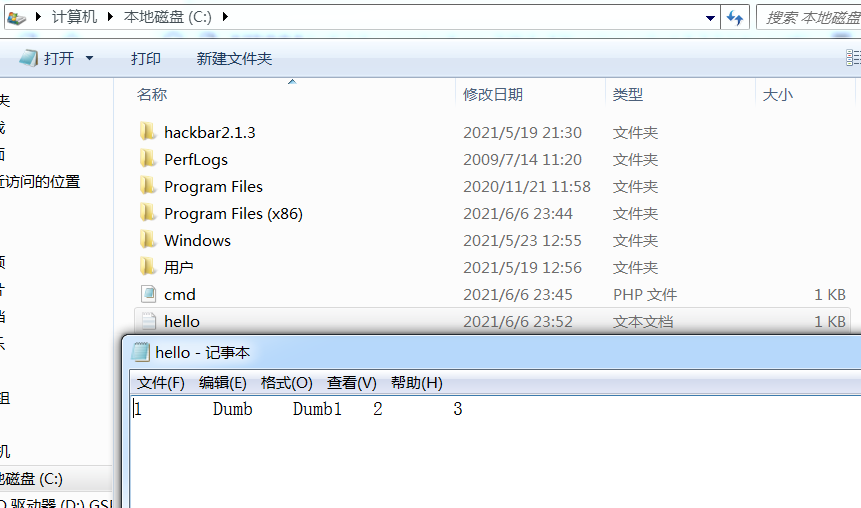 计算机 本地磁盘 (C:) 搜索 本地磁盘
打开 打印 新建文件夹
名称 修改日期 类型 大小
hackbar2.1.3 2021/5/19 21:30 文件夹
PerfLogs 2009/7/14 11:20 文件夹
Program Files 2020/11/21 11:58 文件夹
Program Files (x86) 2021/6/6 23:44 文件夹
Windows 2021/5/23 12:55 文件夹
用户 2021/5/19 12:56 文件夹
cmd 2021/6/6 23:45 PHP 文件 1 KB
hello 2021/6/6 23:52 文本文档 1 KB
夹
面
近访问的位置
频
片
档
乐
组
机
地磁盘 (C:)
D 驱动器 (D:) GSI
hello - 记事本
文件(F) 编辑(E) 格式(O) 查看(V) 帮助(H)
1 Dumb Dumb1 2 3